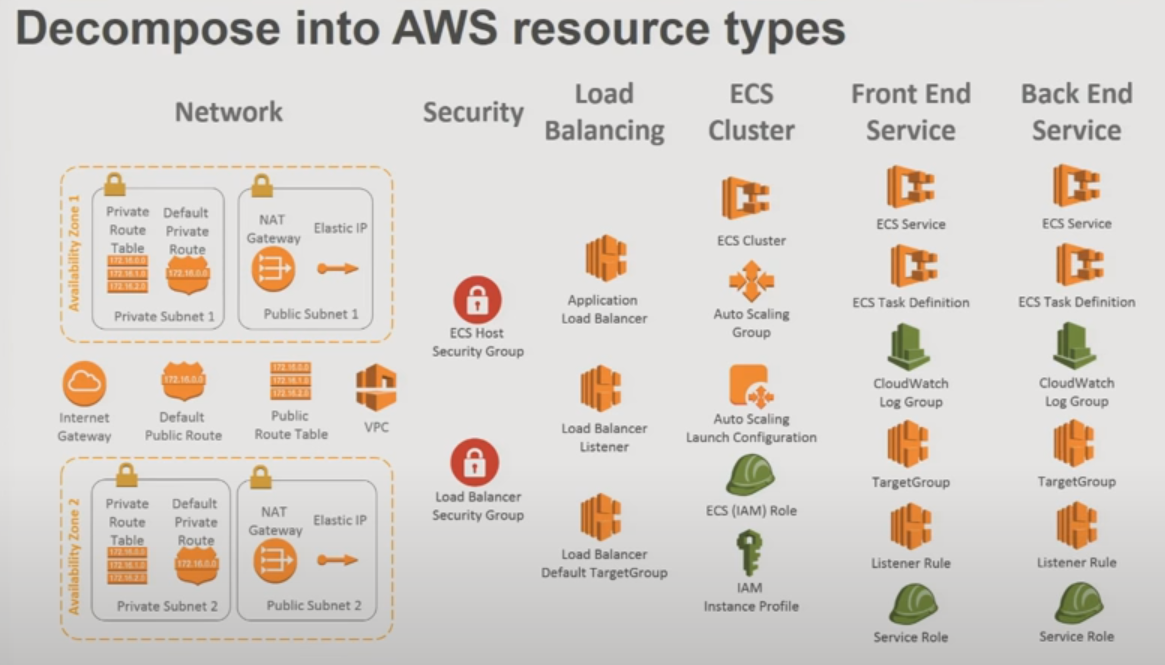 Decompose into AWS resource types
Network
Security
Load
Balancing
ECS
Cluster
Front End
Service
Back End
Service
Availability Zone 1
Private
Route
Table
172.16.0.0
172.16.1.0
172.16.2.0
Default
Private
Route
172.16.0.0
Private Subnet 1
NAT
Gateway
Elastic IP
Public Subnet 1
Internet
Gateway
172.16.0.0
Default
Public Route
172.16.0.0
172.16.1.0
172.16.2.0
Public
Route Table
VPC
Availability Zone 2
Private
Route
Table
172.16.0.0
172.16.1.0
172.16.2.0
Default
Private
Route
172.16.0.0
Private Subnet 2
NAT
Gateway
Elastic IP
Public Subnet 2
ECS Host
Security Group
Load Balancer
Security Group
Application
Load Balancer
Load Balancer
Listener
Load Balancer
Default TargetGroup
ECS Cluster
Auto Scaling
Group
Auto Scaling
Launch Configuration
ECS (IAM) Role
IAM
Instance Profile
ECS Service
ECS Task Definition
CloudWatch
Log Group
TargetGroup
Listener Rule
Service Role
ECS Service
ECS Task Definition
CloudWatch
Log Group
TargetGroup
Listener Rule
Service Role